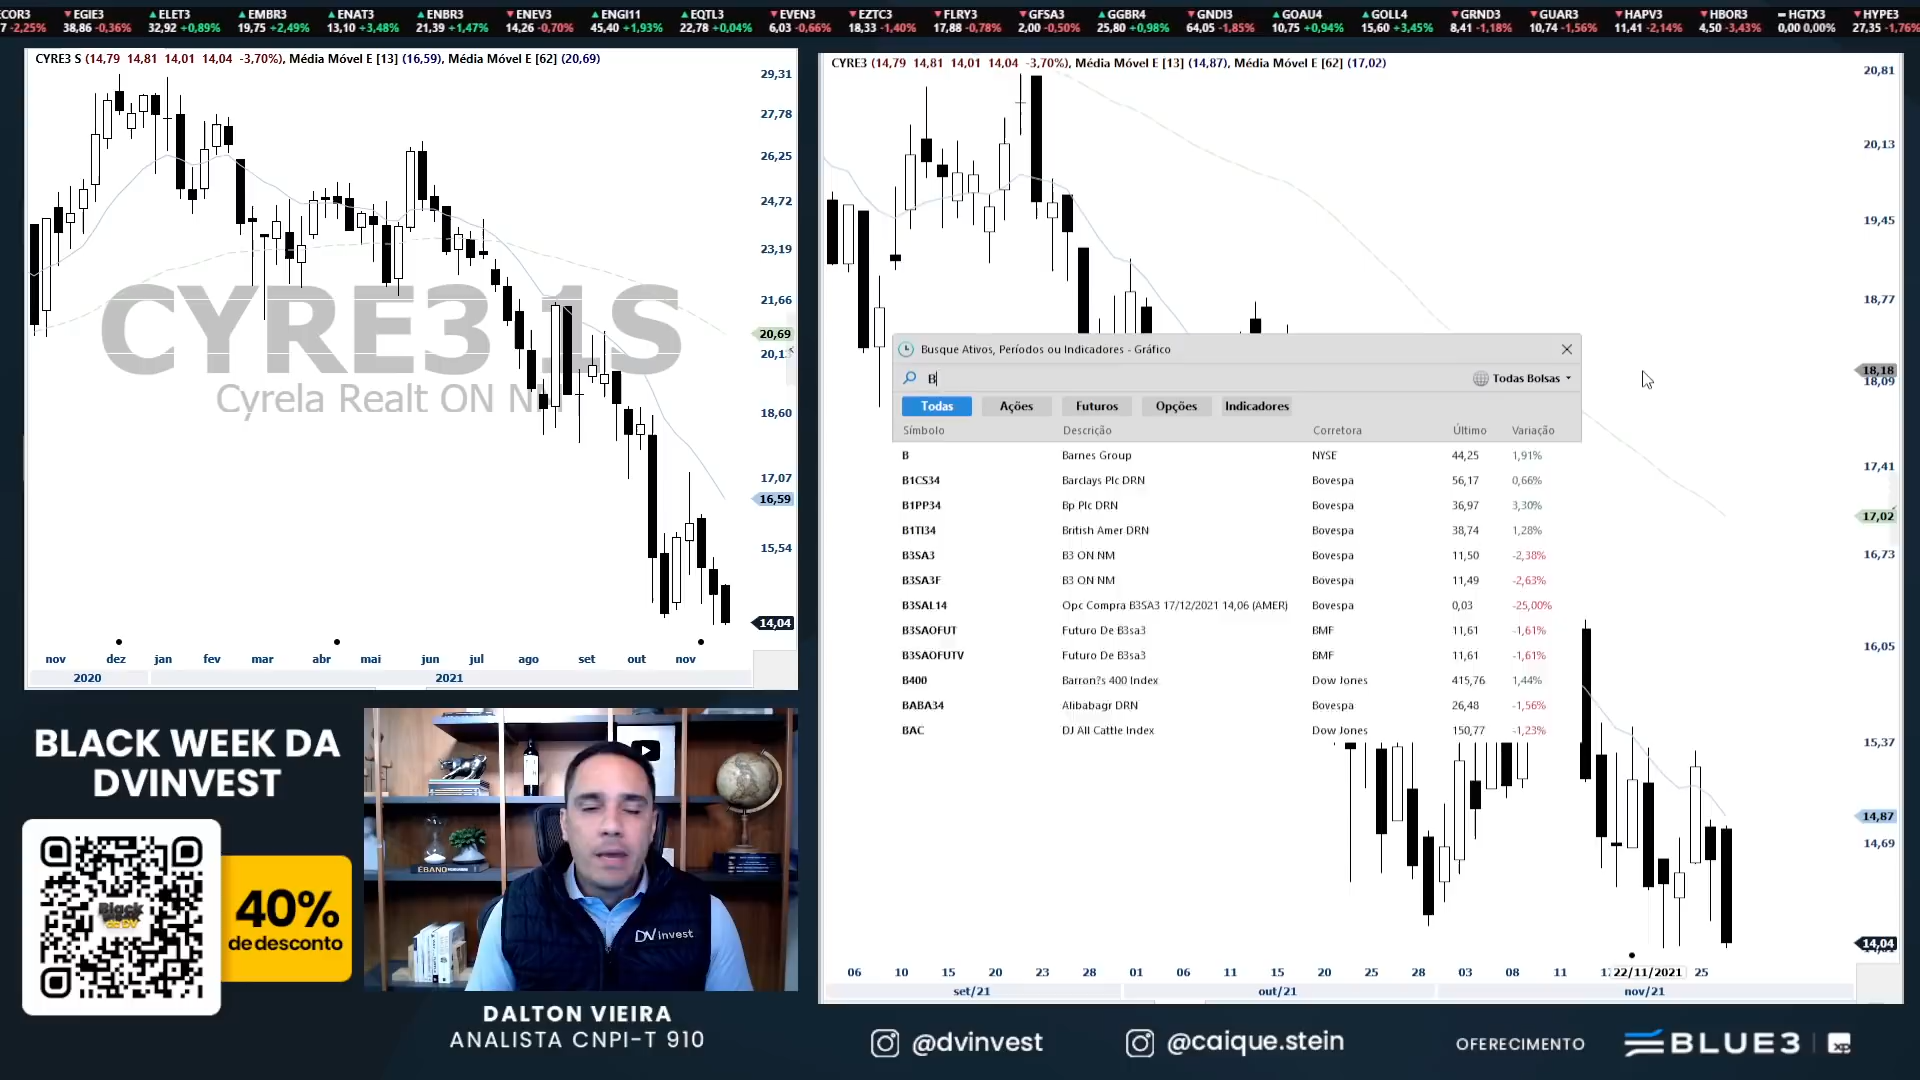 ECOR3 EGIE3 ELET3 EMBR3 ENAT3 ENBR3 ENEV3 ENGI11 EQTL3 EVEN3 EZTC3 FLRY3 GFSA3 GGBR4 GNDI3 GOAU4 GOLL4 GRND3 GUAR3 HAPV3 HBOR3 HGTX3 HYPE3
7 -2,25% 38,86 -0,36% 32,92 +0,89% 19,75 +2,49% 13,10 +3,48% 21,39 +1,47% 14,26 -0,70% 45,40 +1,93% 22,78 +0,04% 6,03 -0,66% 18,33 -1,40% 17,88 -0,78% 2,00 -0,50% 25,80 +0,98% 64,05 -1,85% 10,75 +0,94% 15,60 +3,45% 8,41 -1,18% 10,74 -1,56% 11,41 -2,14% 4,50 -3,43% 0,00 0,00% 27,35 -1,76%
CYRE3 S (14,79 14,81 14,01 14,04 -3,70%), Média Móvel E [13] (16,59), Média Móvel E [62] (20,69)
29,31
27,78
26,25
24,72
23,19
21,66
20,69
20,1
18,60
17,07
16,59
15,54
14,04
CYRE3 1S
Cyrela Realt ON NM
nov dez jan fev mar abr mai jun jul ago set out nov
2020 2021
CYRE3 (14,79 14,81 14,01 14,04 -3,70%), Média Móvel E [13] (14,87), Média Móvel E [62] (17,02)
20,81
20,13
19,45
18,77
18,18
18,09
17,41
17,02
16,73
16,05
15,37
14,87
14,69
14,04
Busque Ativos, Períodos ou Indicadores - Gráfico
B Todas Bolsas
Todas Ações Futuros Opções Indicadores
Símbolo Descrição Corretora Último Variação
B Barnes Group NYSE 44,25 1,91%
B1CS34 Barclays Plc DRN Bovespa 56,17 0,66%
B1PP34 Bp Plc DRN Bovespa 36,97 3,30%
B1TI34 British Amer DRN Bovespa 38,74 1,28%
B3SA3 B3 ON NM Bovespa 11,50 -2,38%
B3SA3F B3 ON NM Bovespa 11,49 -2,63%
B3SAL14 Opc Compra B3SA3 17/12/2021 14,06 (AMER) Bovespa 0,03 -25,00%
B3SAOFUT Futuro De B3sa3 BMF 11,61 -1,61%
B3SAOFUTV Futuro De B3sa3 BMF 11,61 -1,61%
B400 Barron?s 400 Index Dow Jones 415,76 1,44%
BABA34 Alibabagr DRN Bovespa 26,48 -1,56%
BAC DJ All Cattle Index Dow Jones 150,77 -1,23%
06 10 15 20 23 28 01 06 11 15 20 25 28 03 08 11 22/11/2021 25
set/21 out/21 nov/21
BLACK WEEK DA
DVINVEST
Black
40%
de desconto
EBANO
DVinvest
DALTON VIEIRA
ANALISTA CNPI-T 910
@dvinvest @caique.stein OFERECIMENTO BLUE3 xp